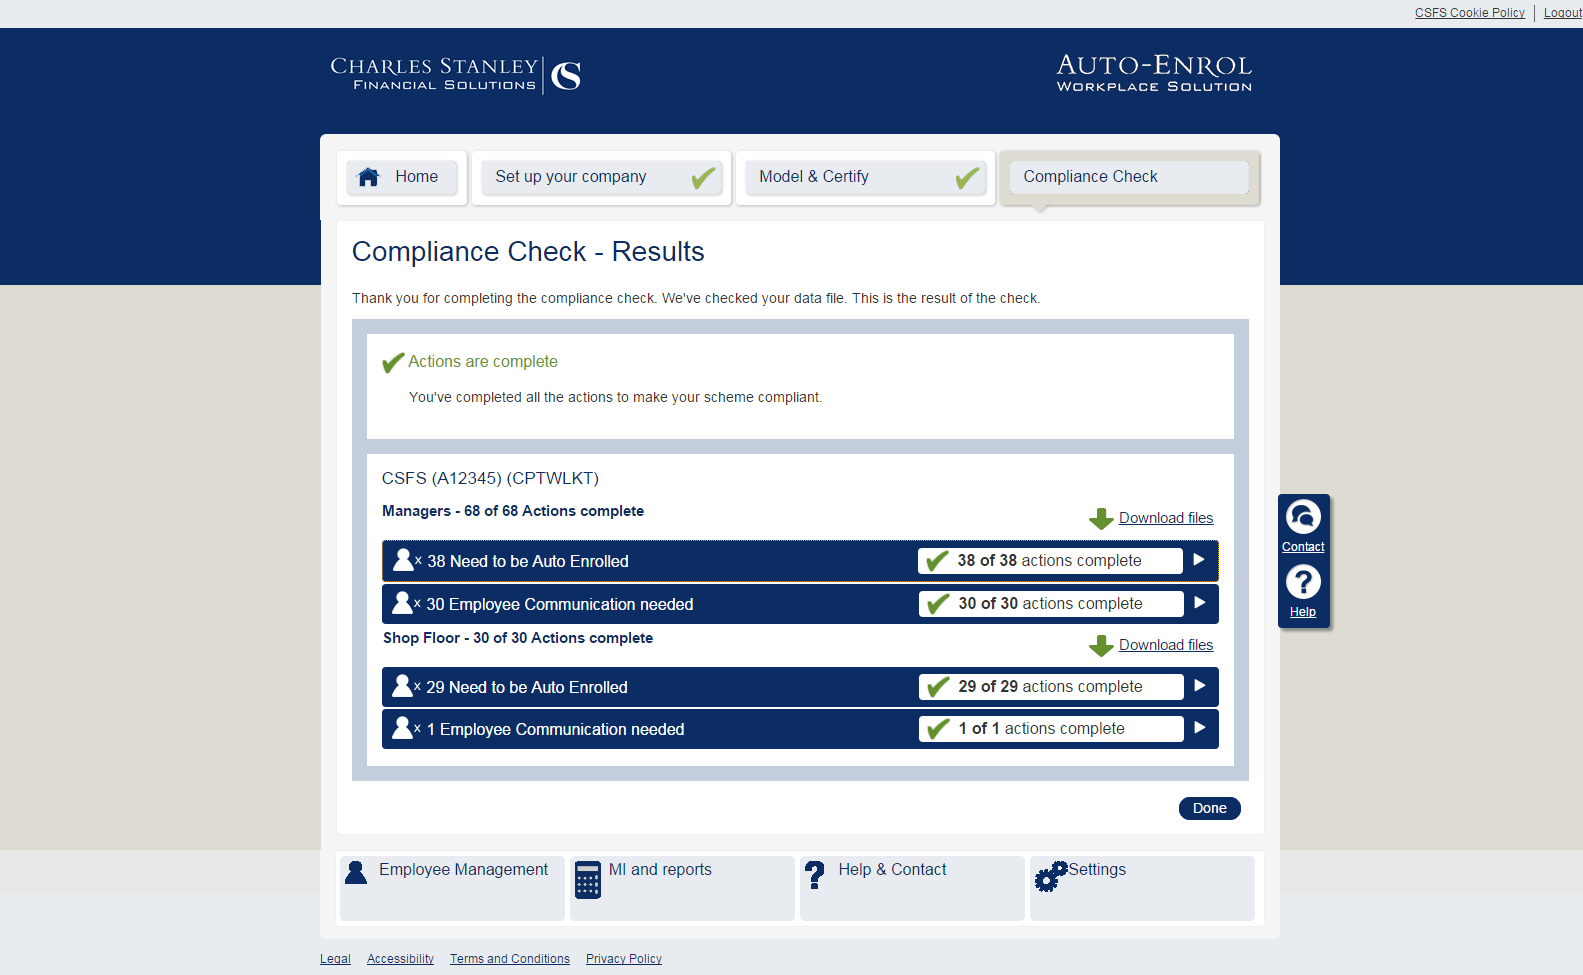 CSFS Cookie Policy Logout
CHARLES STANLEY
FINANCIAL SOLUTIONS
AUTO-ENROL
WORKPLACE SOLUTION
Home
Set up your company
Model & Certify
Compliance Check
Compliance Check - Results
Thank you for completing the compliance check. We've checked your data file. This is the result of the check.
Actions are complete
You've completed all the actions to make your scheme compliant.
CSFS (A12345) (CPTWLKT)
Managers - 68 of 68 Actions complete
Download files
x 38 Need to be Auto Enrolled
38 of 38 actions complete
x 30 Employee Communication needed
30 of 30 actions complete
Shop Floor - 30 of 30 Actions complete
Download files
x 29 Need to be Auto Enrolled
29 of 29 actions complete
x 1 Employee Communication needed
1 of 1 actions complete
Done
Contact
Help
Employee Management
MI and reports
Help & Contact
Settings
Legal Accessibility Terms and Conditions Privacy Policy